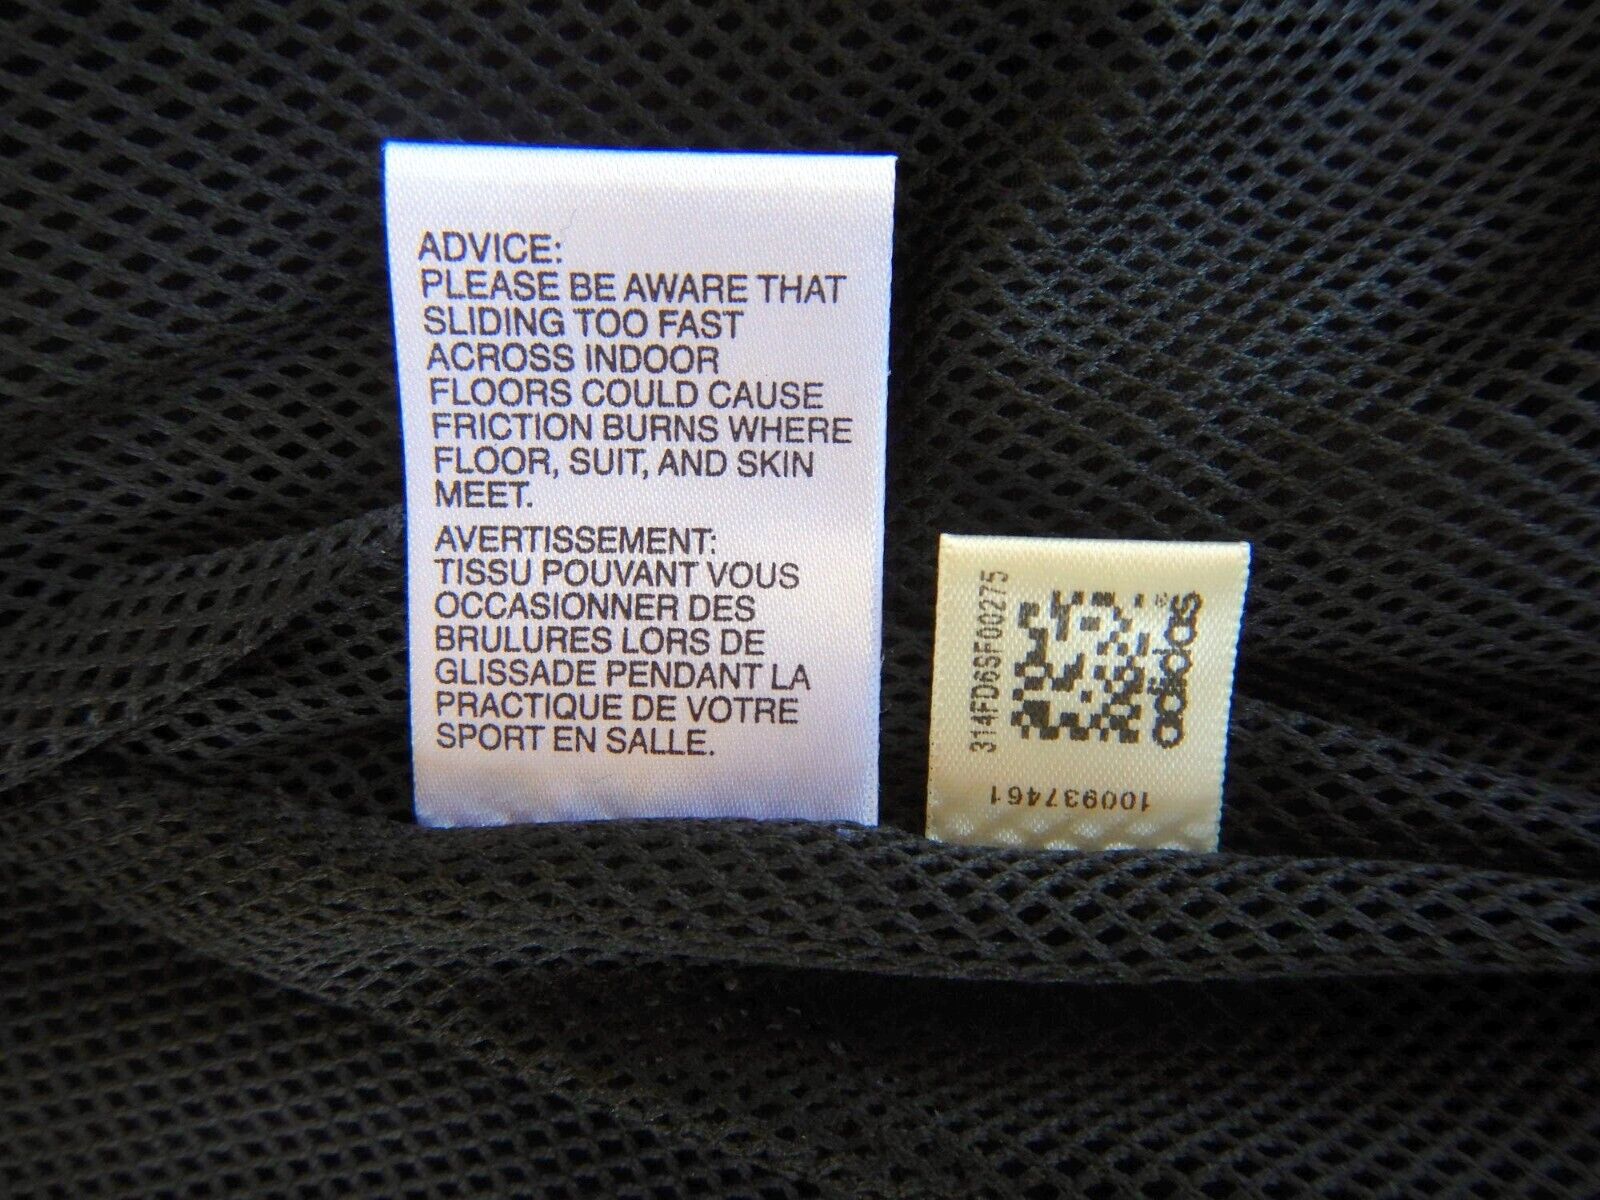 ADVICE:
PLEASE BE AWARE THAT
SLIDING TOO FAST
ACROSS INDOOR
FLOORS COULD CAUSE
FRICTION BURNS WHERE
FLOOR, SUIT, AND SKIN
MEET.
AVERTISSEMENT:
TISSU POUVANT VOUS
OCCASIONNER DES
BRULURES LORS DE
GLISSADE PENDANT LA
PRACTIQUE DE VOTRE
SPORT EN SALLE.
314FD6SF00275
adidas®
100937461